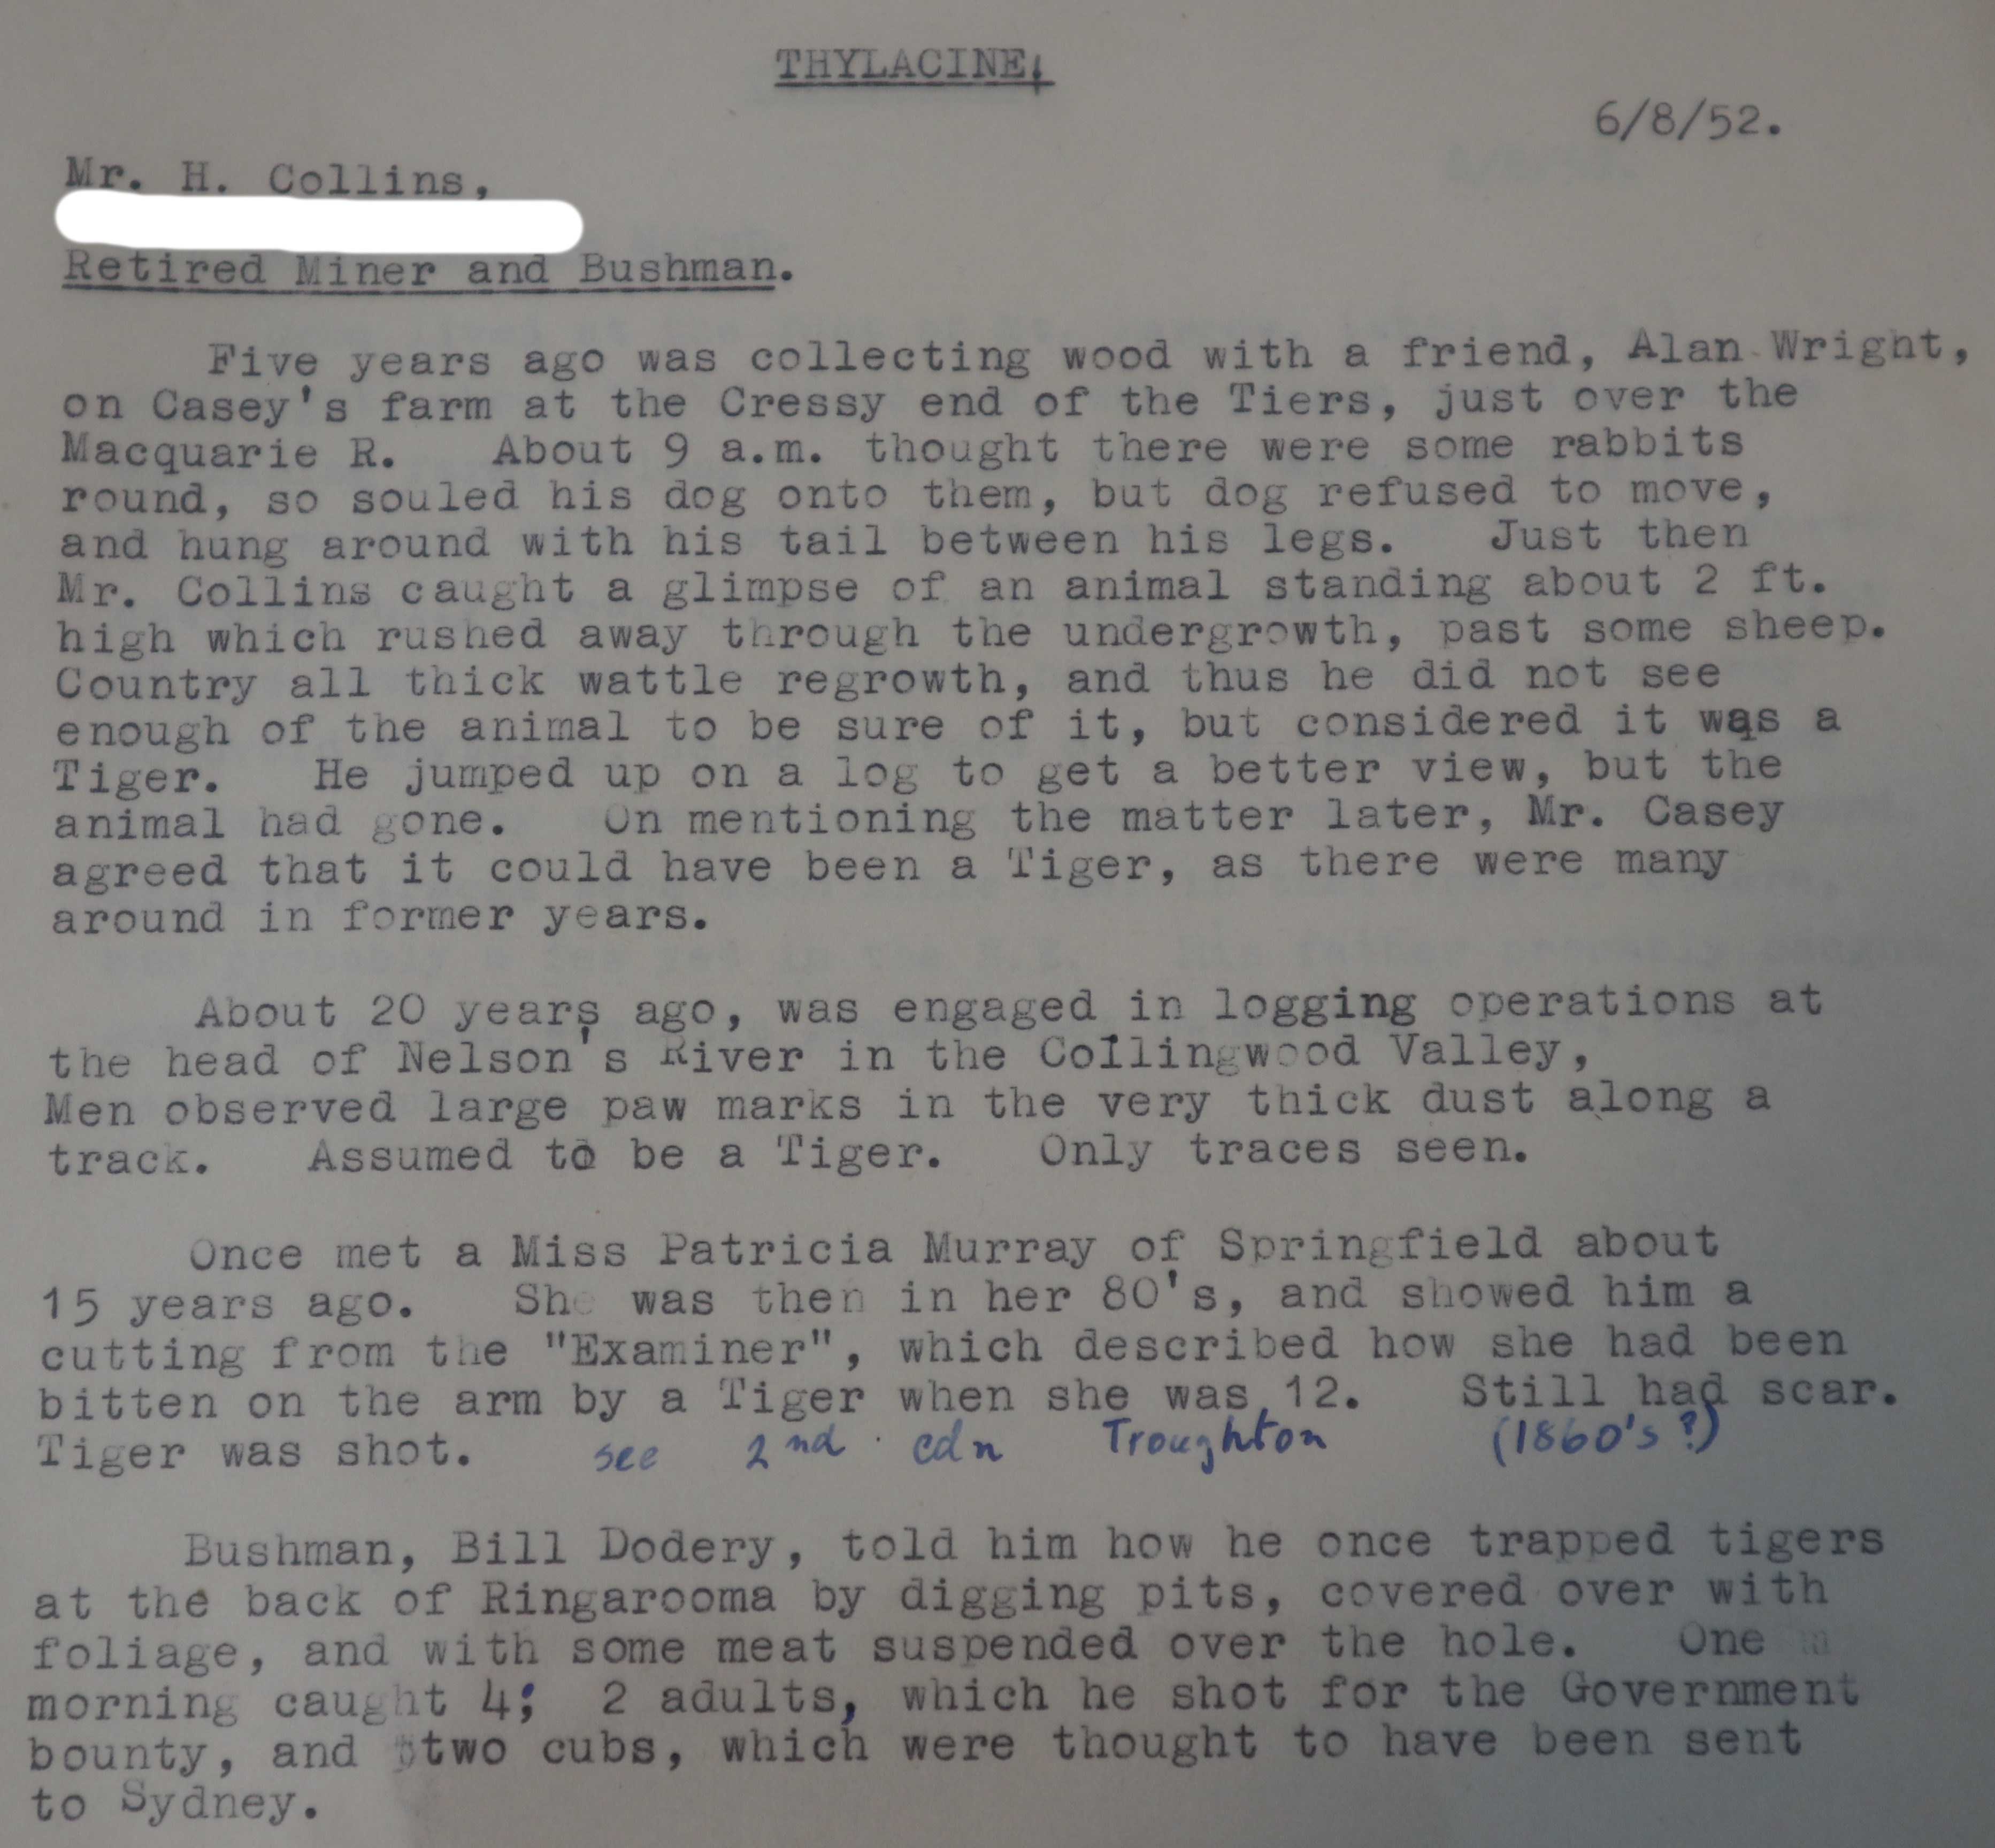 THYLACINE.
6/8/52.
Mr. H. Collins,
Retired Miner and Bushman.
Five years ago was collecting wood with a friend, Alan Wright,
on Casey's farm at the Cressy end of the Tiers, just over the
Macquarie R. About 9 a.m. thought there were some rabbits
round, so souled his dog onto them, but dog refused to move,
and hung around with his tail between his legs. Just then
Mr. Collins caught a glimpse of an animal standing about 2 ft.
high which rushed away through the undergrowth, past some sheep.
Country all thick wattle regrowth, and thus he did not see
enough of the animal to be sure of it, but considered it was a
Tiger. He jumped up on a log to get a better view, but the
animal had gone. On mentioning the matter later, Mr. Casey
agreed that it could have been a Tiger, as there were many
around in former years.
About 20 years ago, was engaged in logging operations at
the head of Nelson's River in the Collingwood Valley,
Men observed large paw marks in the very thick dust along a
track. Assumed to be a Tiger. Only traces seen.
Once met a Miss Patricia Murray of Springfield about
15 years ago. She was then in her 80's, and showed him a
cutting from the "Examiner", which described how she had been
bitten on the arm by a Tiger when she was 12. Still had scar.
Tiger was shot. see 2nd edn Troughton (1860's?)
Bushman, Bill Dodery, told him how he once trapped tigers
at the back of Ringarooma by digging pits, covered over with
foliage, and with some meat suspended over the hole. One
morning caught 4; 2 adults, which he shot for the Government
bounty, and two cubs, which were thought to have been sent
to Sydney.